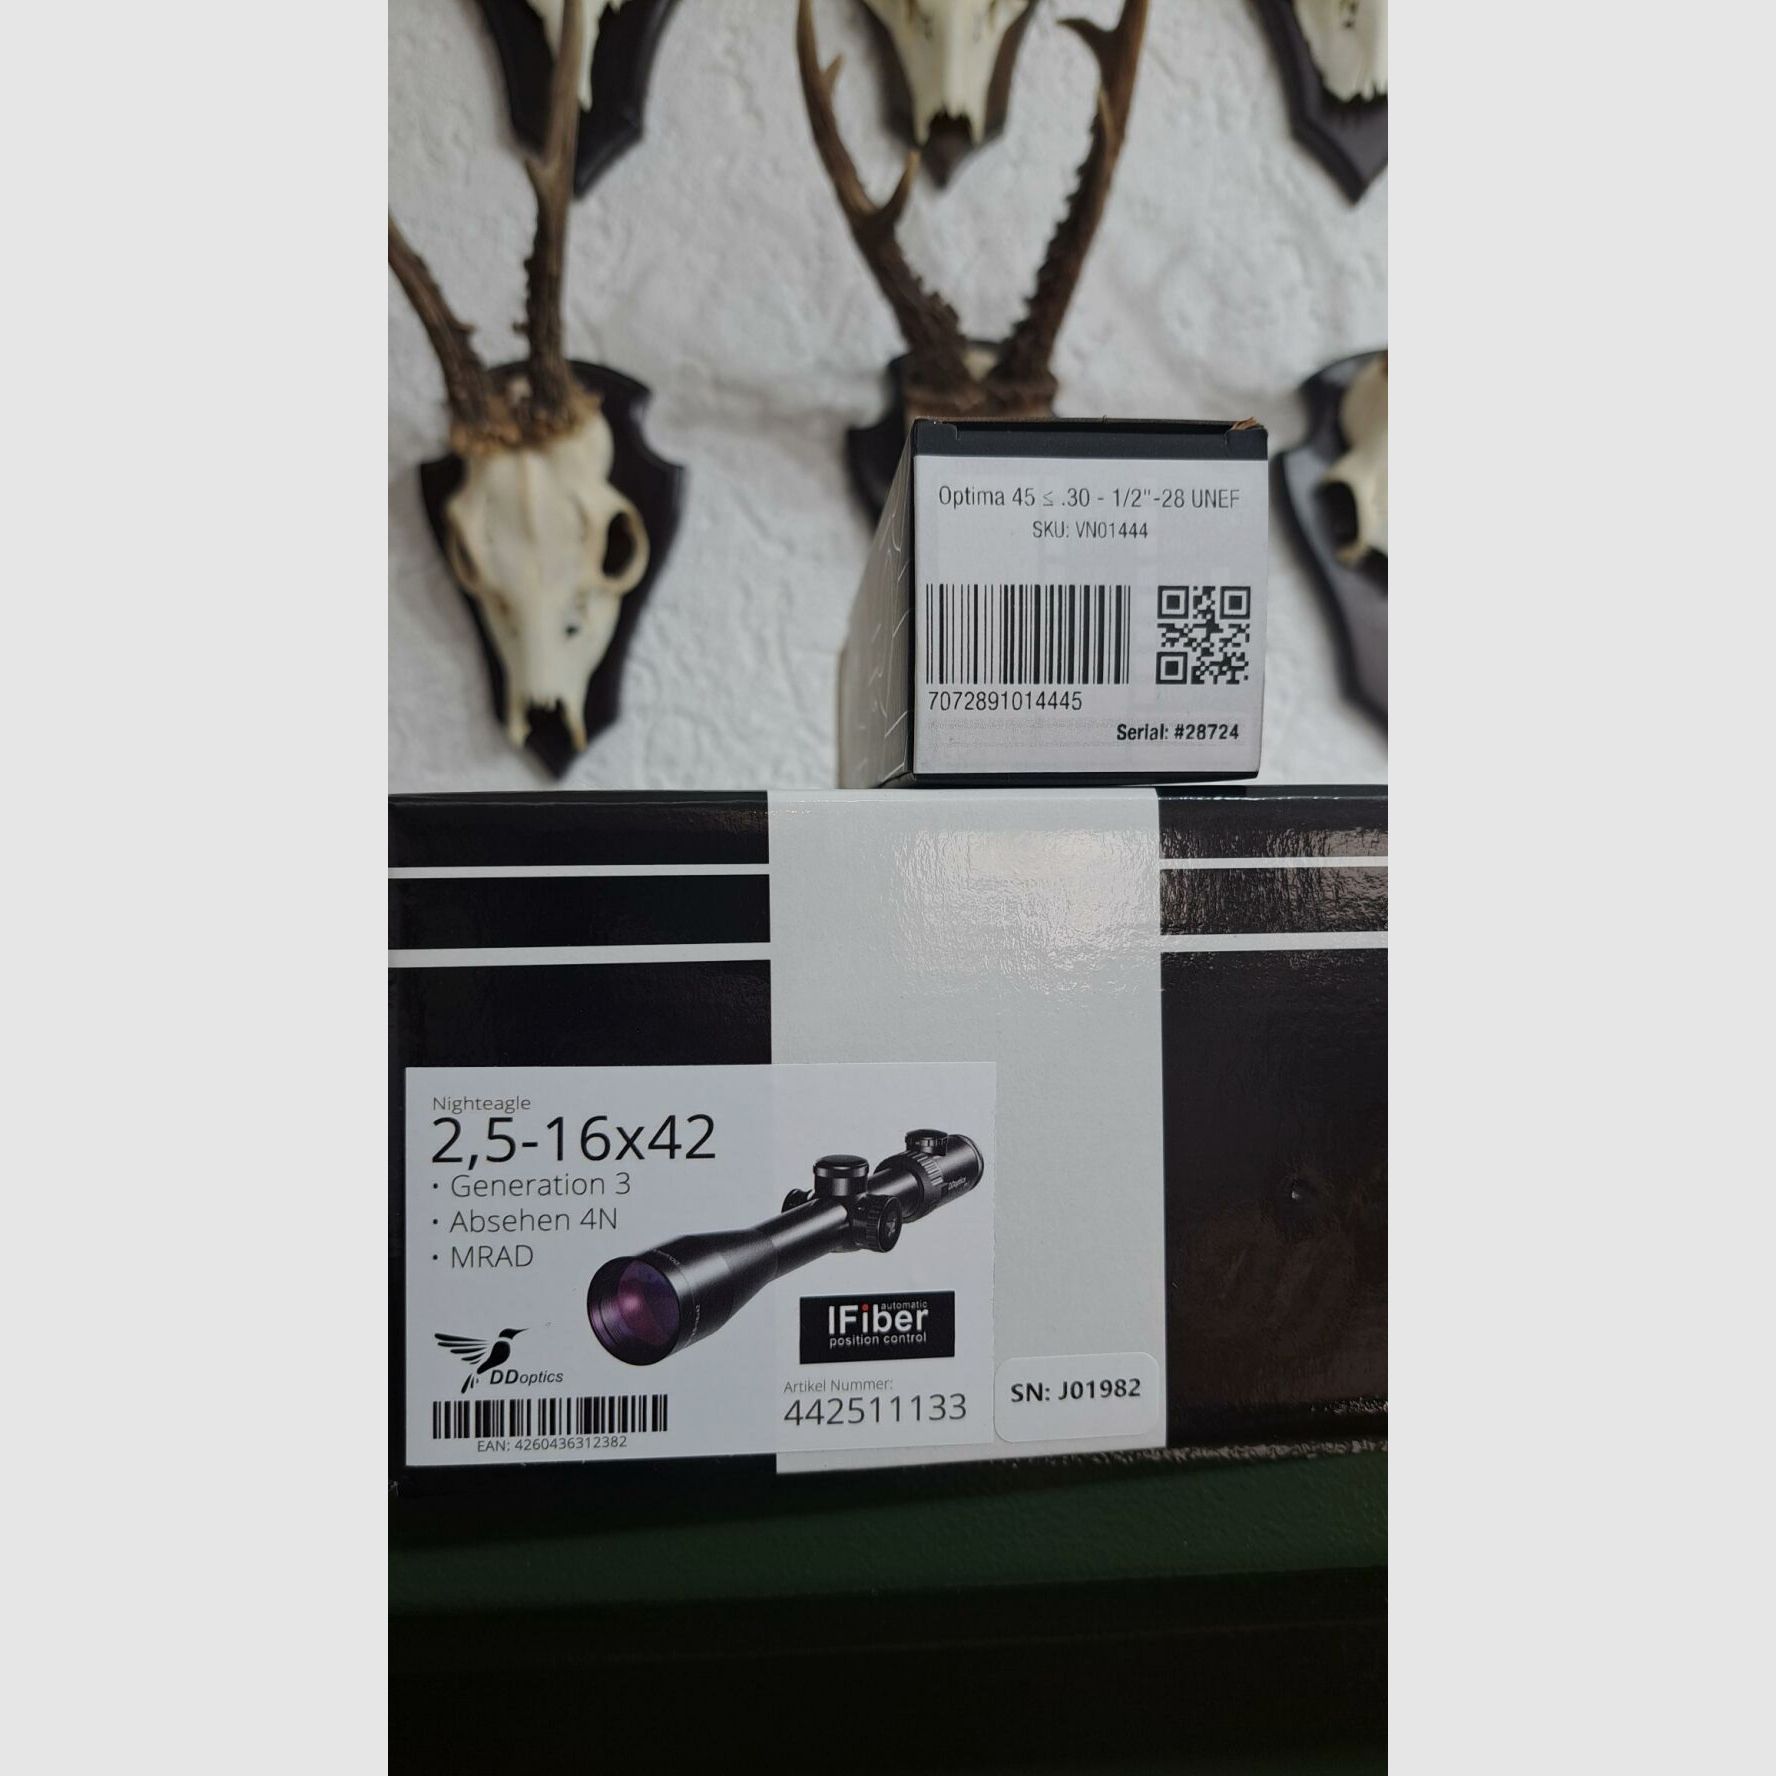 Optima 45 ≤ .30 - 1/2"-28 UNEF
SKU: VN01444
7072891014445
Serial: #28724
Nighteagle
2,5-16x42
• Generation 3
• Absehen 4N
• MRAD
DDoptics
automatic
IFiber
position control
DDoptics
Artikel Nummer:
442511133
EAN: 4260436312382
SN: J01982